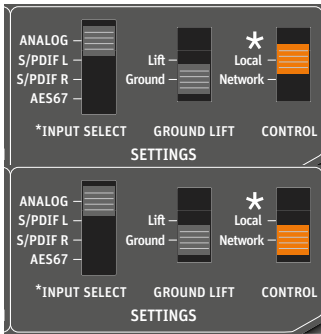 ANALOG
S/PDIF L
S/PDIF R
AES67
Lift
Ground
*
Local
Network
*INPUT SELECT GROUND LIFT CONTROL
SETTINGS
ANALOG
S/PDIF L
S/PDIF R
AES67
Lift
Ground
*
Local
Network
*INPUT SELECT GROUND LIFT CONTROL
SETTINGS